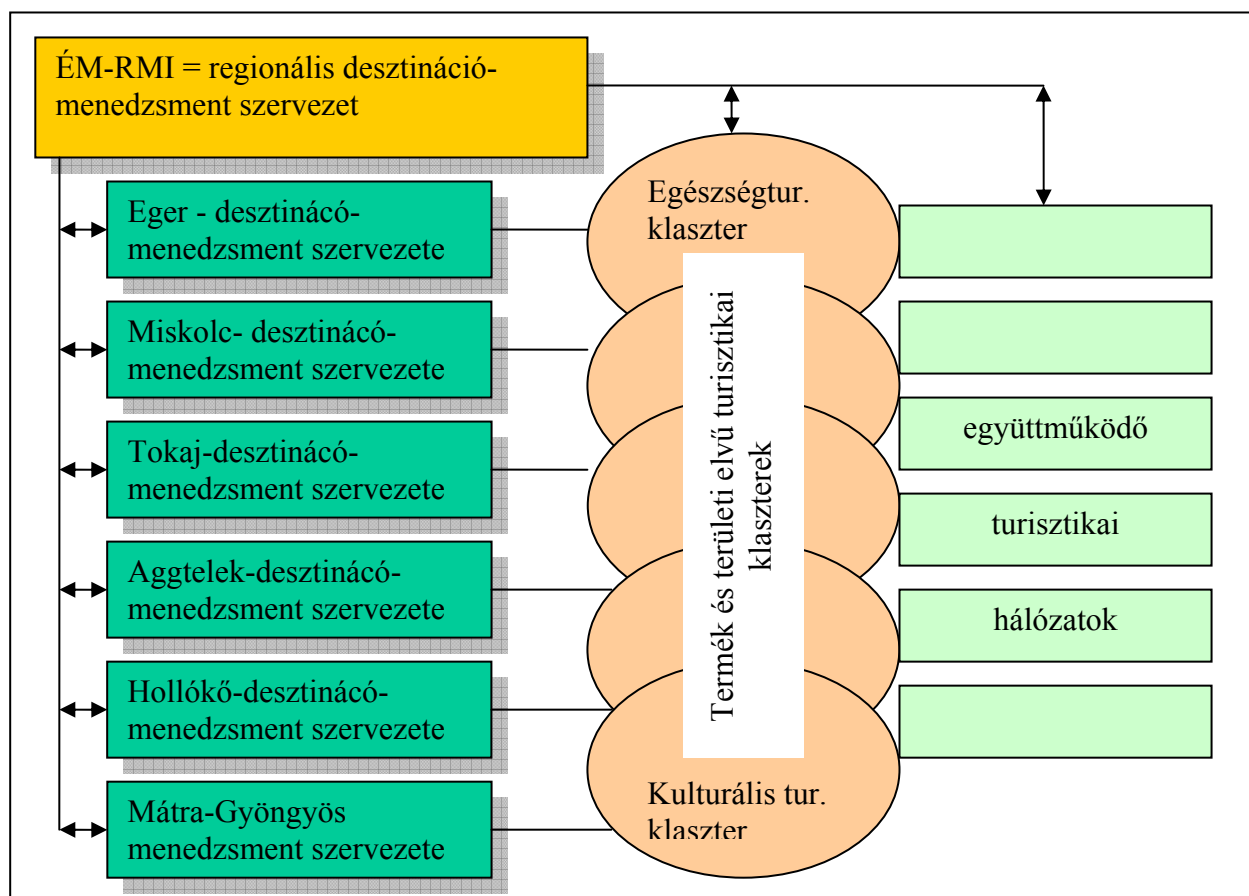 ÉM-RMI = regionális desztináció-
menedzsment szervezet
Eger - desztinácó-
menedzsment szervezete
Miskolc- desztinácó-
menedzsment szervezete
Tokaj-desztinácó-
menedzsment szervezete
Aggtelek-desztinácó-
menedzsment szervezete
Hollókő-desztinácó-
menedzsment szervezete
Mátra-Gyöngyös
menedzsment szervezete
Egészségtur.
klaszter
Termék és területi elvű turisztikai
klaszterek
Kulturális tur.
klaszter
együttműködő
turisztikai
hálózatok